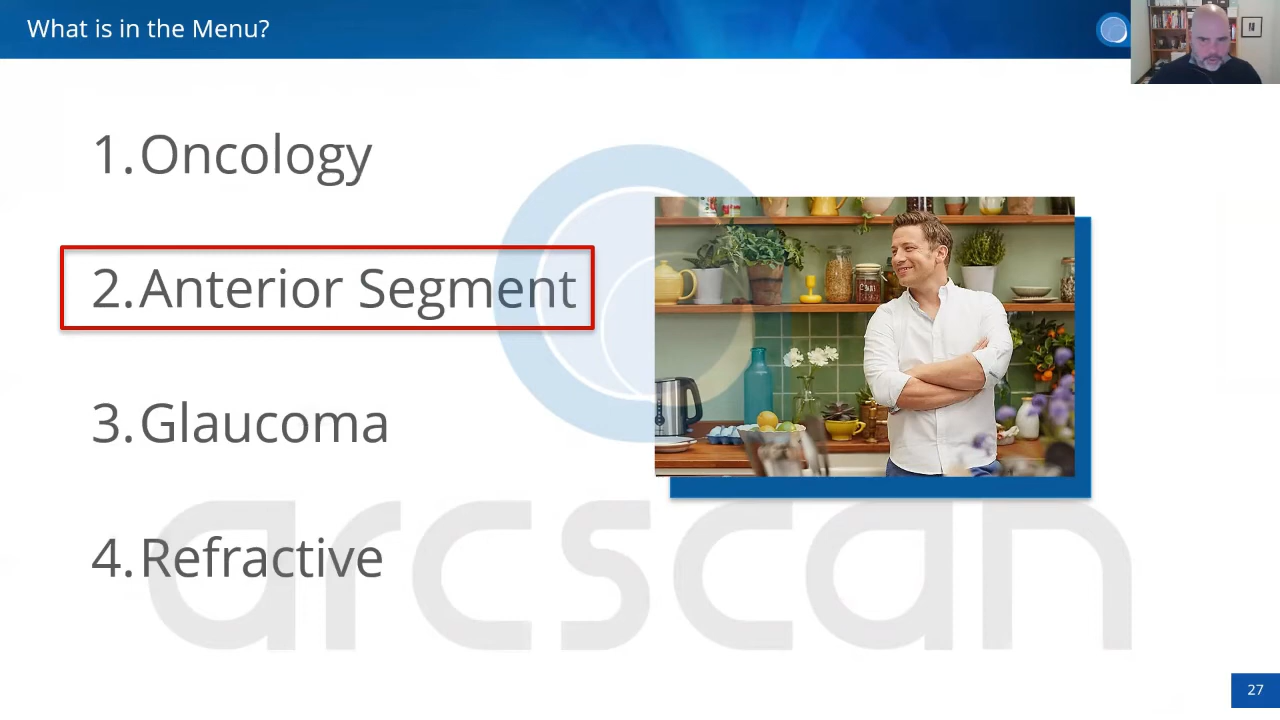 What is in the Menu?
1. Oncology
2. Anterior Segment
3. Glaucoma
4. Refractive
arcscan
27